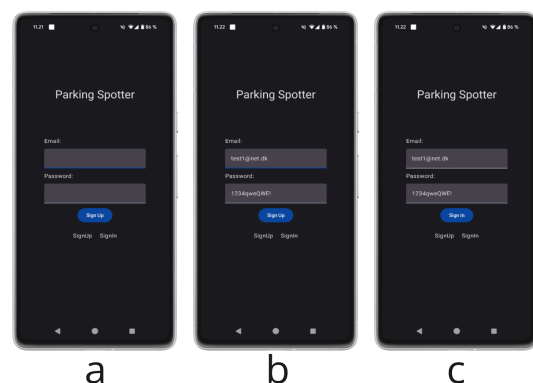 11.21 86 %
Parking Spotter
Email:
Password:
Sign Up
SignUp SignIn
a
11.22 86 %
Parking Spotter
Email:
test1@net.dk
Password:
1234qweQWE!
Sign Up
SignUp SignIn
b
11.22 86 %
Parking Spotter
Email:
test1@net.dk
Password:
1234qweQWE!
Sign In
SignUp SignIn
c